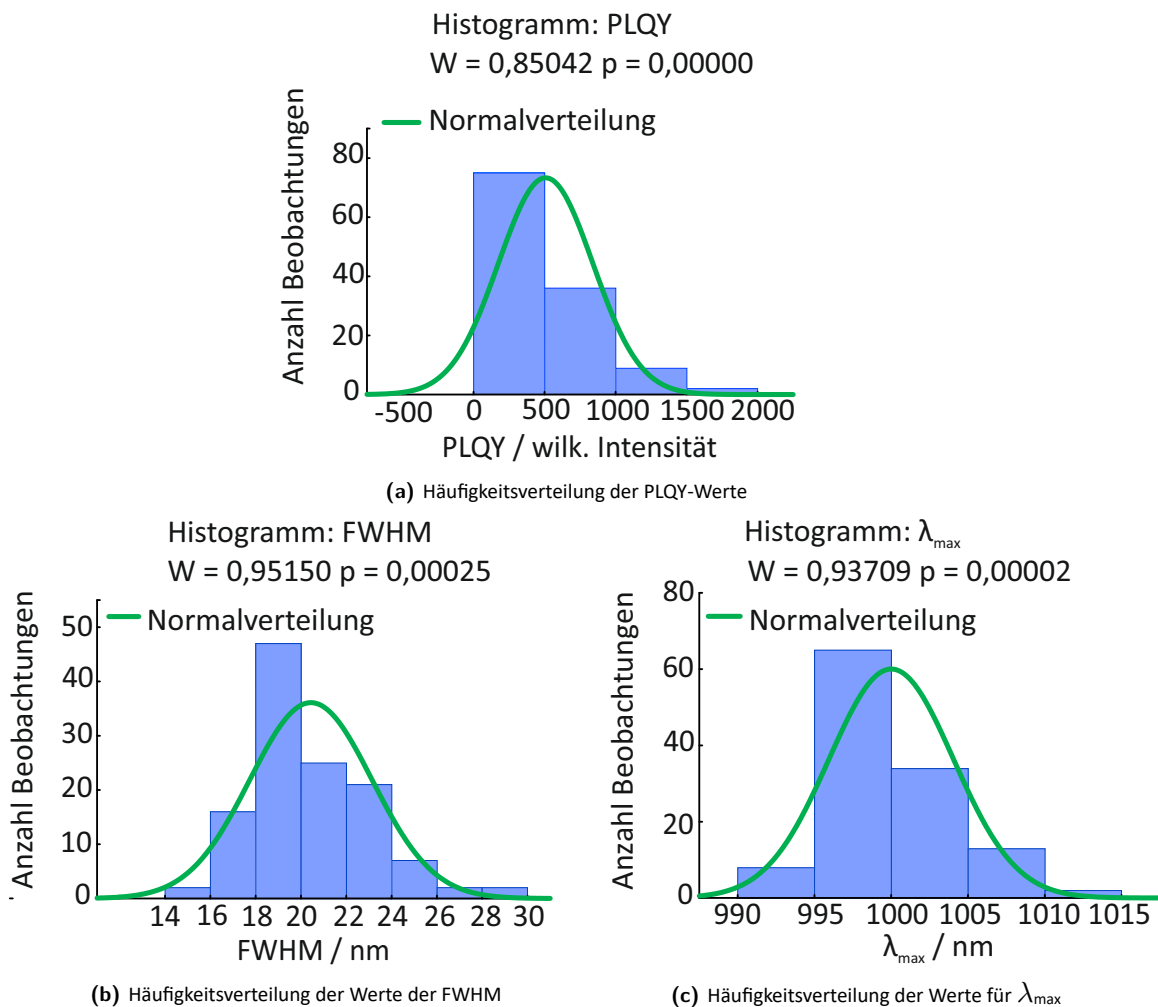 Histogramm: PLQY
W = 0,85042 p = 0,00000
Normalverteilung
Anzahl Beobachtungen
80
60
40
20
0
-500 0 500 1000 1500 2000
PLQY / wilk. Intensität
(a) Häufigkeitsverteilung der PLQY-Werte
Histogramm: FWHM
W = 0,95150 p = 0,00025
Normalverteilung
Anzahl Beobachtungen
50
40
30
20
10
0
14 16 18 20 22 24 26 28 30
FWHM / nm
(b) Häufigkeitsverteilung der Werte der FWHM
Histogramm: λmax
W = 0,93709 p = 0,00002
Normalverteilung
Anzahl Beobachtungen
80
60
40
20
0
990 995 1000 1005 1010 1015
λmax / nm
(c) Häufigkeitsverteilung der Werte für λmax